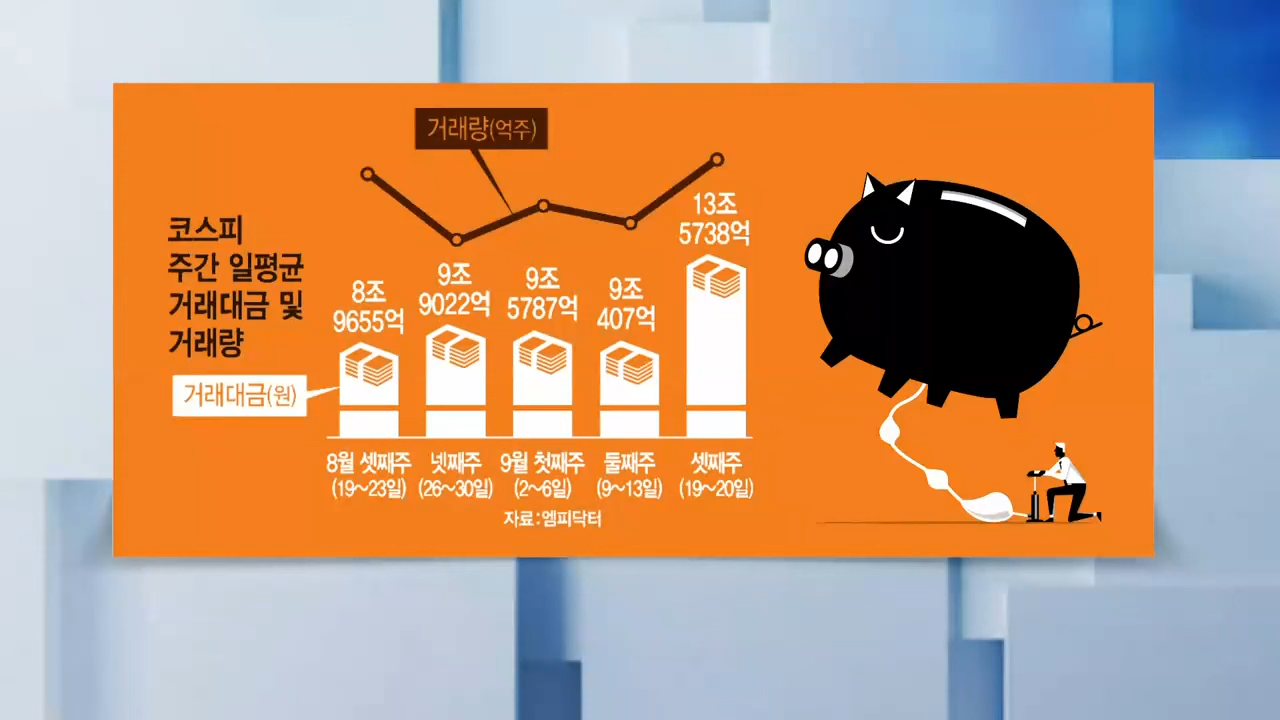 거래량(억주)
코스피
주간 일평균
거래대금 및
거래량
거래대금(원)
8조
9655억
9조
9022억
9조
5787억
9조
407억
13조
5738억
8월 셋째주
(19~23일)
넷째주
(26~30일)
9월 첫째주
(2~6일)
둘째주
(9~13일)
셋째주
(19~20일)
자료:엠피닥터